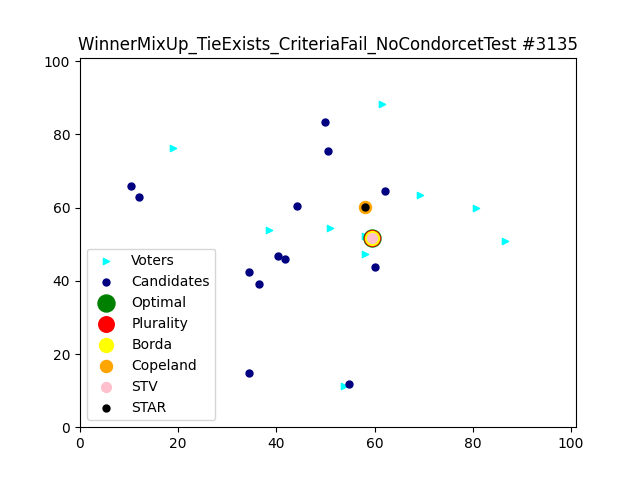 WinnerMixUp_TieExists_CriteriaFail_NoCondorcetTest #3135
100
80
60
40
20
0
Voters
Candidates
Optimal
Plurality
Borda
Copeland
STV
STAR
0 20 40 60 80 100